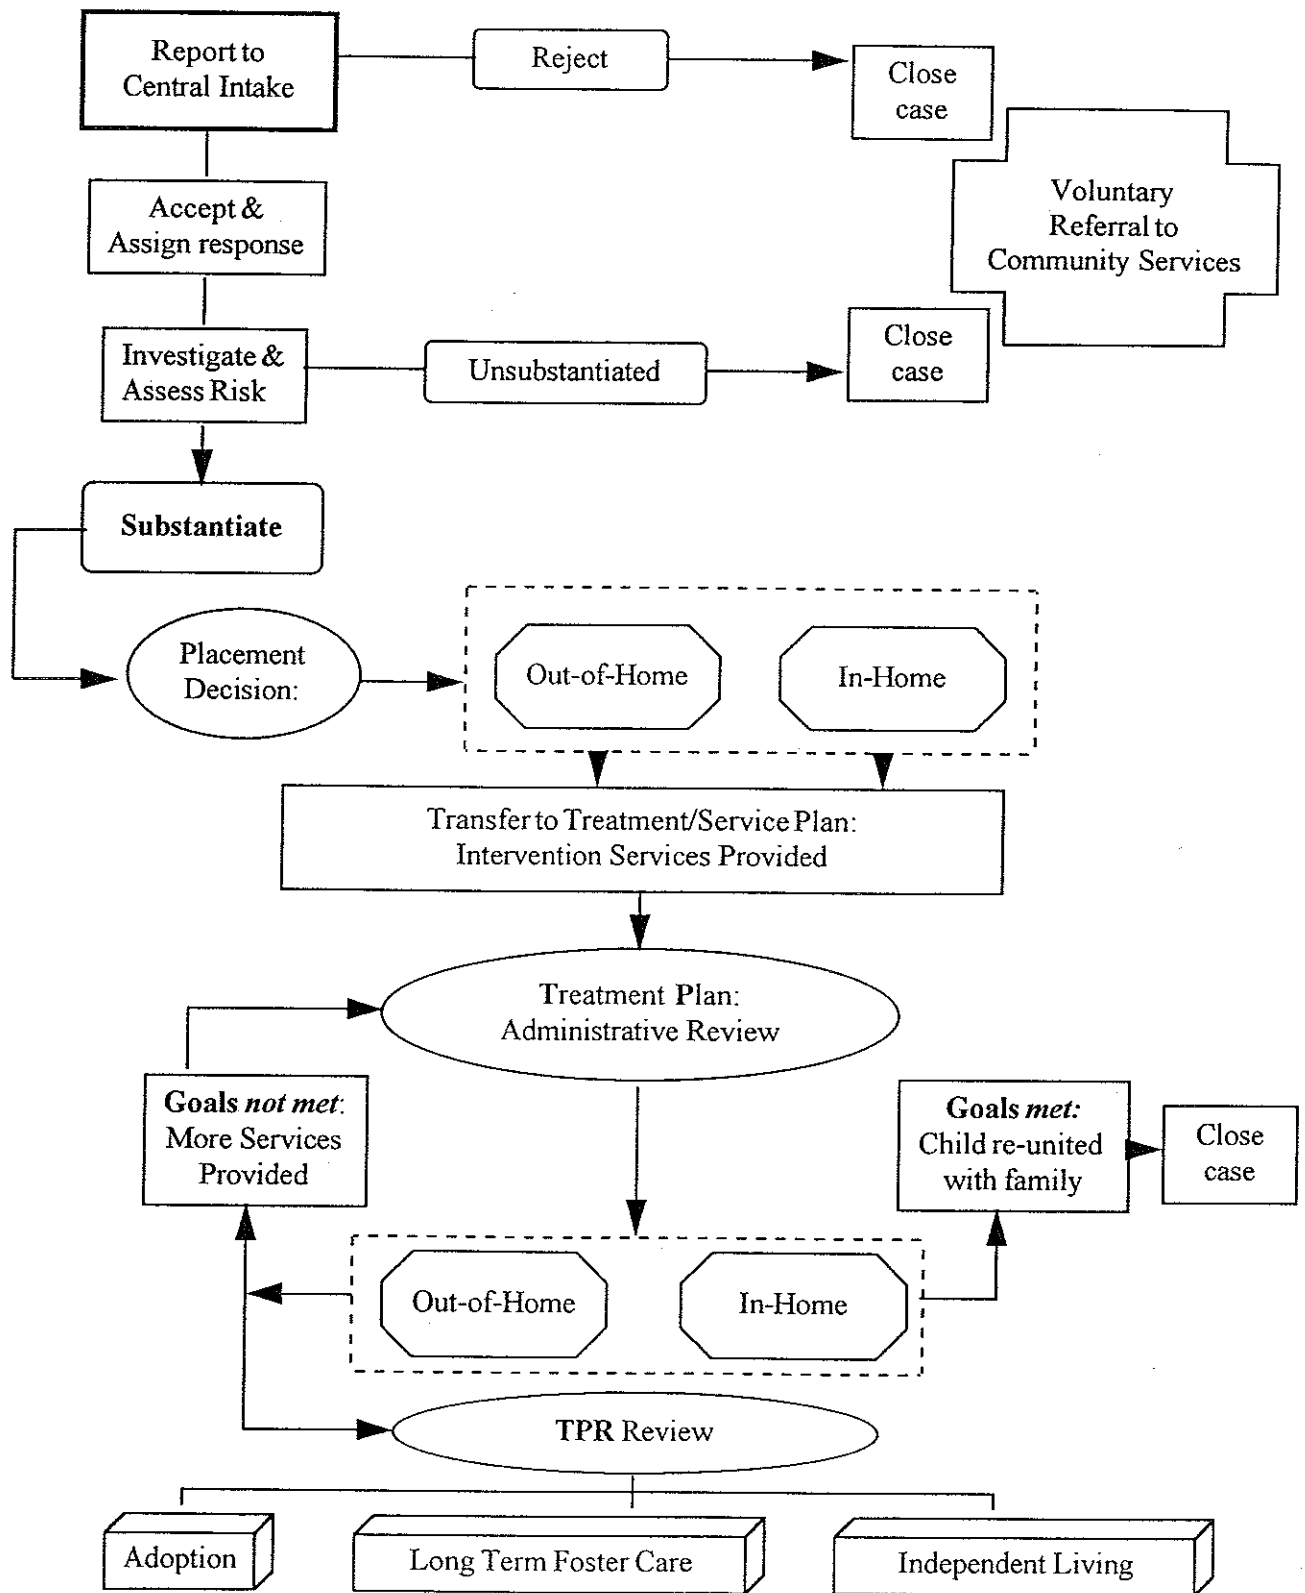 Report to
Central Intake
Reject
Close
case
Voluntary
Referral to
Community Services
Accept &
Assign response
Investigate &
Assess Risk
Unsubstantiated
Close
case
Substantiate
Placement
Decision:
Out-of-Home
In-Home
Transfer to Treatment/Service Plan:
Intervention Services Provided
Treatment Plan:
Administrative Review
Goals not met:
More Services
Provided
Goals met:
Child re-united
with family
Close
case
Out-of-Home
In-Home
TPR Review
Adoption
Long Term Foster Care
Independent Living